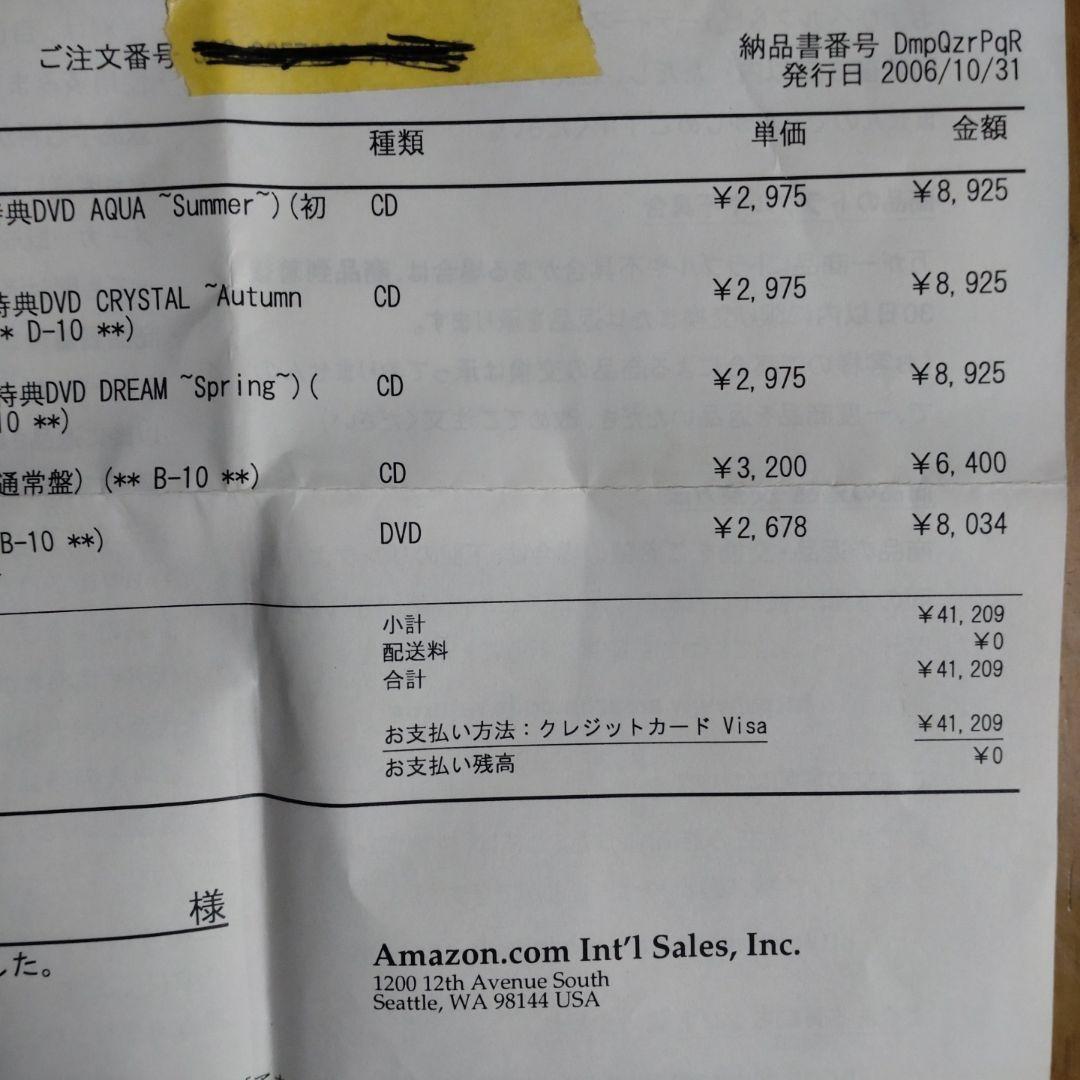 ご注文番号
納品書番号 DmpQzrPqR
発行日 2006/10/31
種類 単価 金額
典DVD AQUA ~Summer~)(初 CD ￥2,975 ￥8,925
特典DVD CRYSTAL ~Autumn CD ￥2,975 ￥8,925
* D-10 **)
特典DVD DREAM ~Spring~)( CD ￥2,975 ￥8,925
10 **)
通常盤) (** B-10 **) CD ￥3,200 ￥6,400
B-10 **) DVD ￥2,678 ￥8,034
小計 ￥41,209
配送料 ￥0
合計 ￥41,209
お支払い方法：クレジットカード Visa ￥41,209
お支払い残高 ￥0
様
した。
Amazon.com Int'l Sales, Inc.
1200 12th Avenue South
Seattle, WA 98144 USA